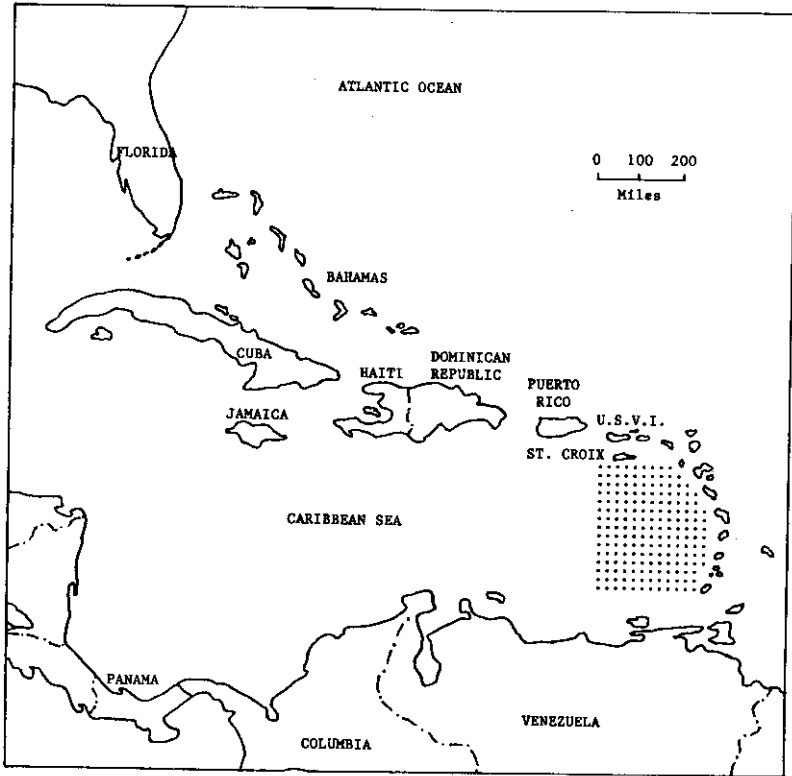 ATLANTIC OCEAN
0 100 200
Miles
FLORIDA
BAHAMAS
CUBA
HAITI
DOMINICAN
REPUBLIC
PUERTO
RICO
U.S.V.I.
JAMAICA
ST. CROIX
CARIBBEAN SEA
PANAMA
COLUMBIA
VENEZUELA